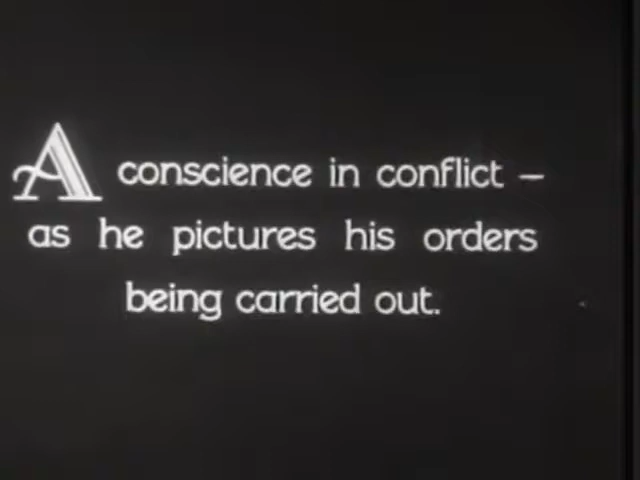 A conscience in conflict –
as he pictures his orders
being carried out.